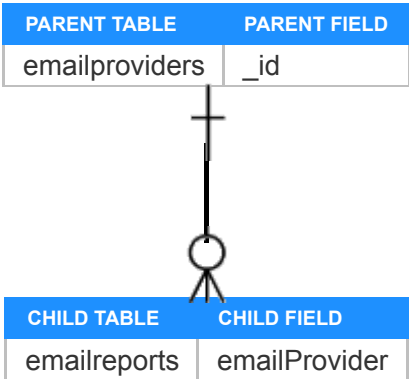 PARENT TABLE PARENT FIELD
emailproviders _id
CHILD TABLE CHILD FIELD
emailreports emailProvider